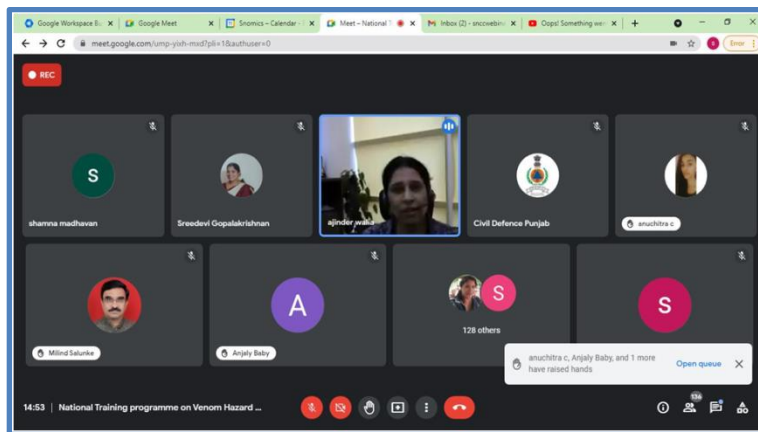 Google Workspace Bu
Google Meet
Snomics – Calendar -
Meet – National T
Inbox (2) - snccwebin
Oops! Something wen
meet.google.com/ump-yixh-mxd?pli=1&authuser=0
Error
REC
S
shamna madhavan
Sreedevi Gopalakrishnan
ajinder walia
Civil Defence Punjab
anuchitra c
Milind Salunke
A
Anjaly Baby
S
128 others
S
anuchitra c, Anjaly Baby, and 1 more
have raised hands
Open queue
14:53 | National Training programme on Venom Hazard ...
136